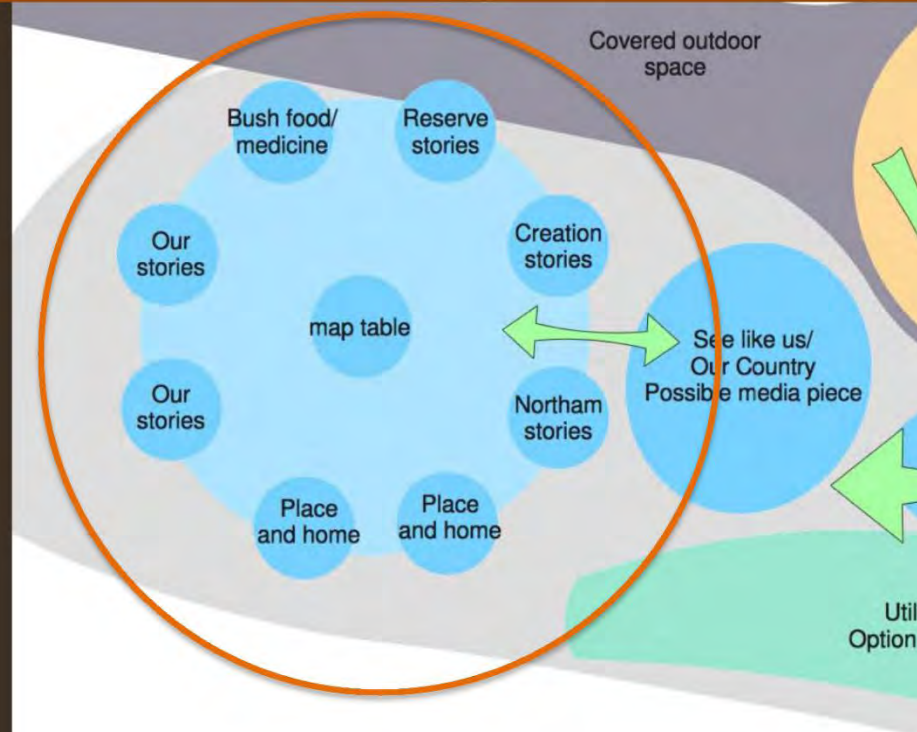 Covered outdoor
space
Bush food/
medicine
Reserve
stories
Our
stories
Creation
stories
map table
See like us/
Our Country
Possible media piece
Our
stories
Northam
stories
Place
and home
Place
and home
Util
Option